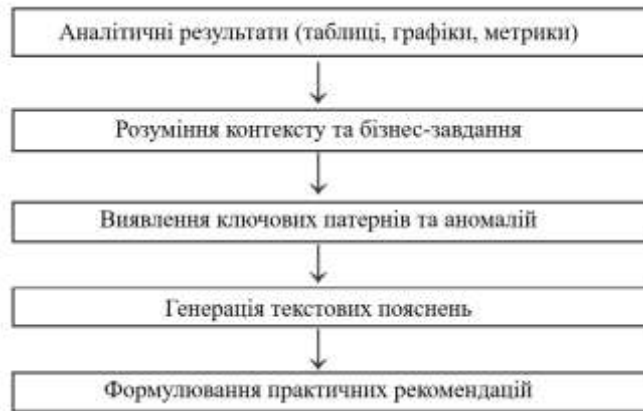 Аналітичні результати (таблиці, графіки, метрики)
Розуміння контексту та бізнес-завдання
Виявлення ключових патернів та аномалій
Генерація текстових пояснень
Формулювання практичних рекомендацій